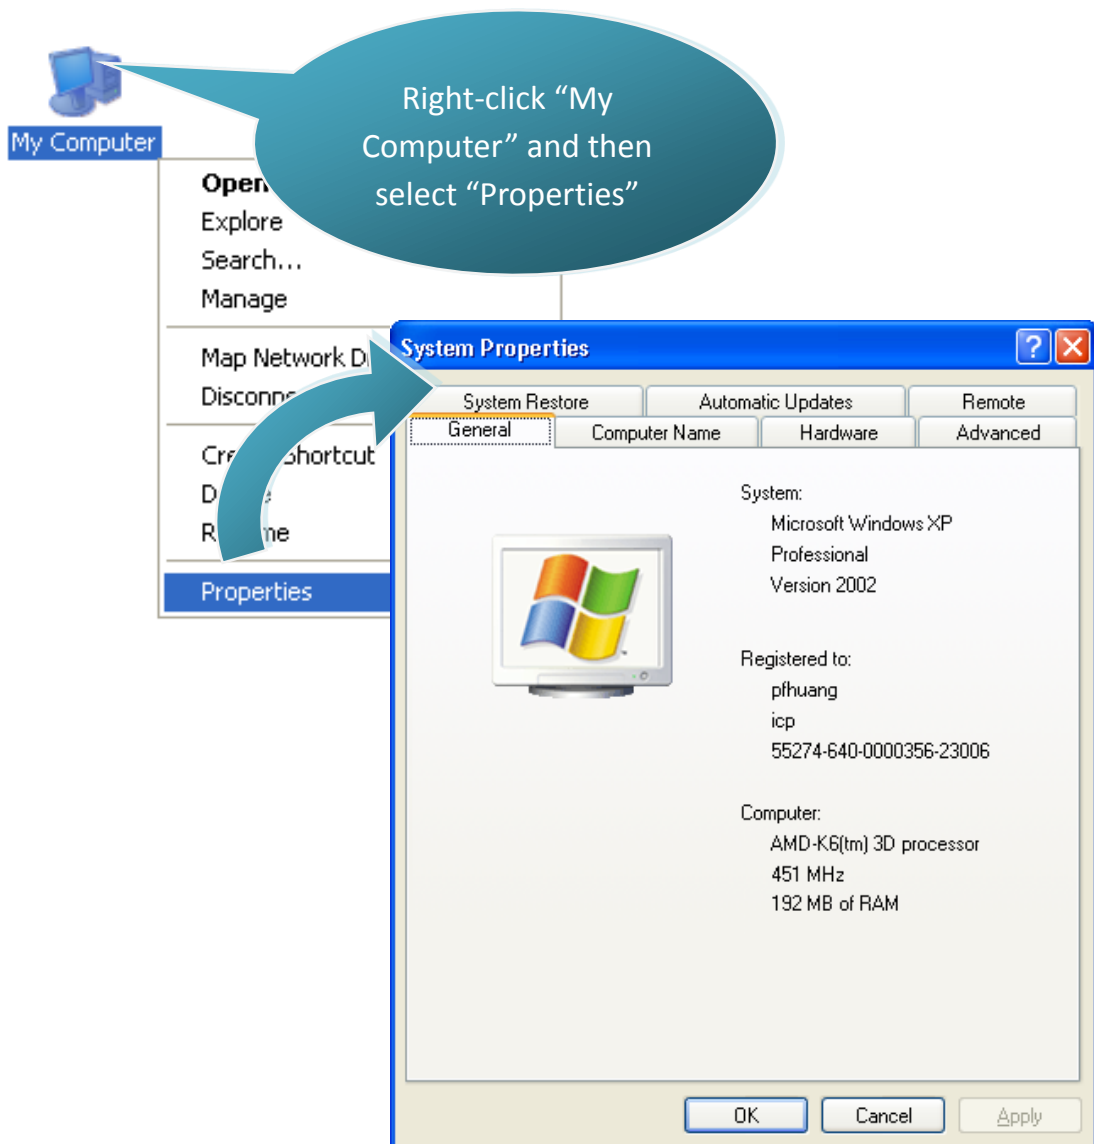 My Computer
Right-click “My
Computer” and then
select “Properties”
Open
Explore
Search...
Manage
Map Network
Shortcut
Properties
System Properties
System Restore
Automatic Updates
Remote
General
Computer Name
Hardware
Advanced
System:
Microsoft Windows XP
Professional
Version 2002
Registered to:
pfhuang
icp
55274-640-0000356-23006
Computer:
AMD-K6(tm) 3D processor
451 MHz
192 MB of RAM
OK
Cancel
Apply